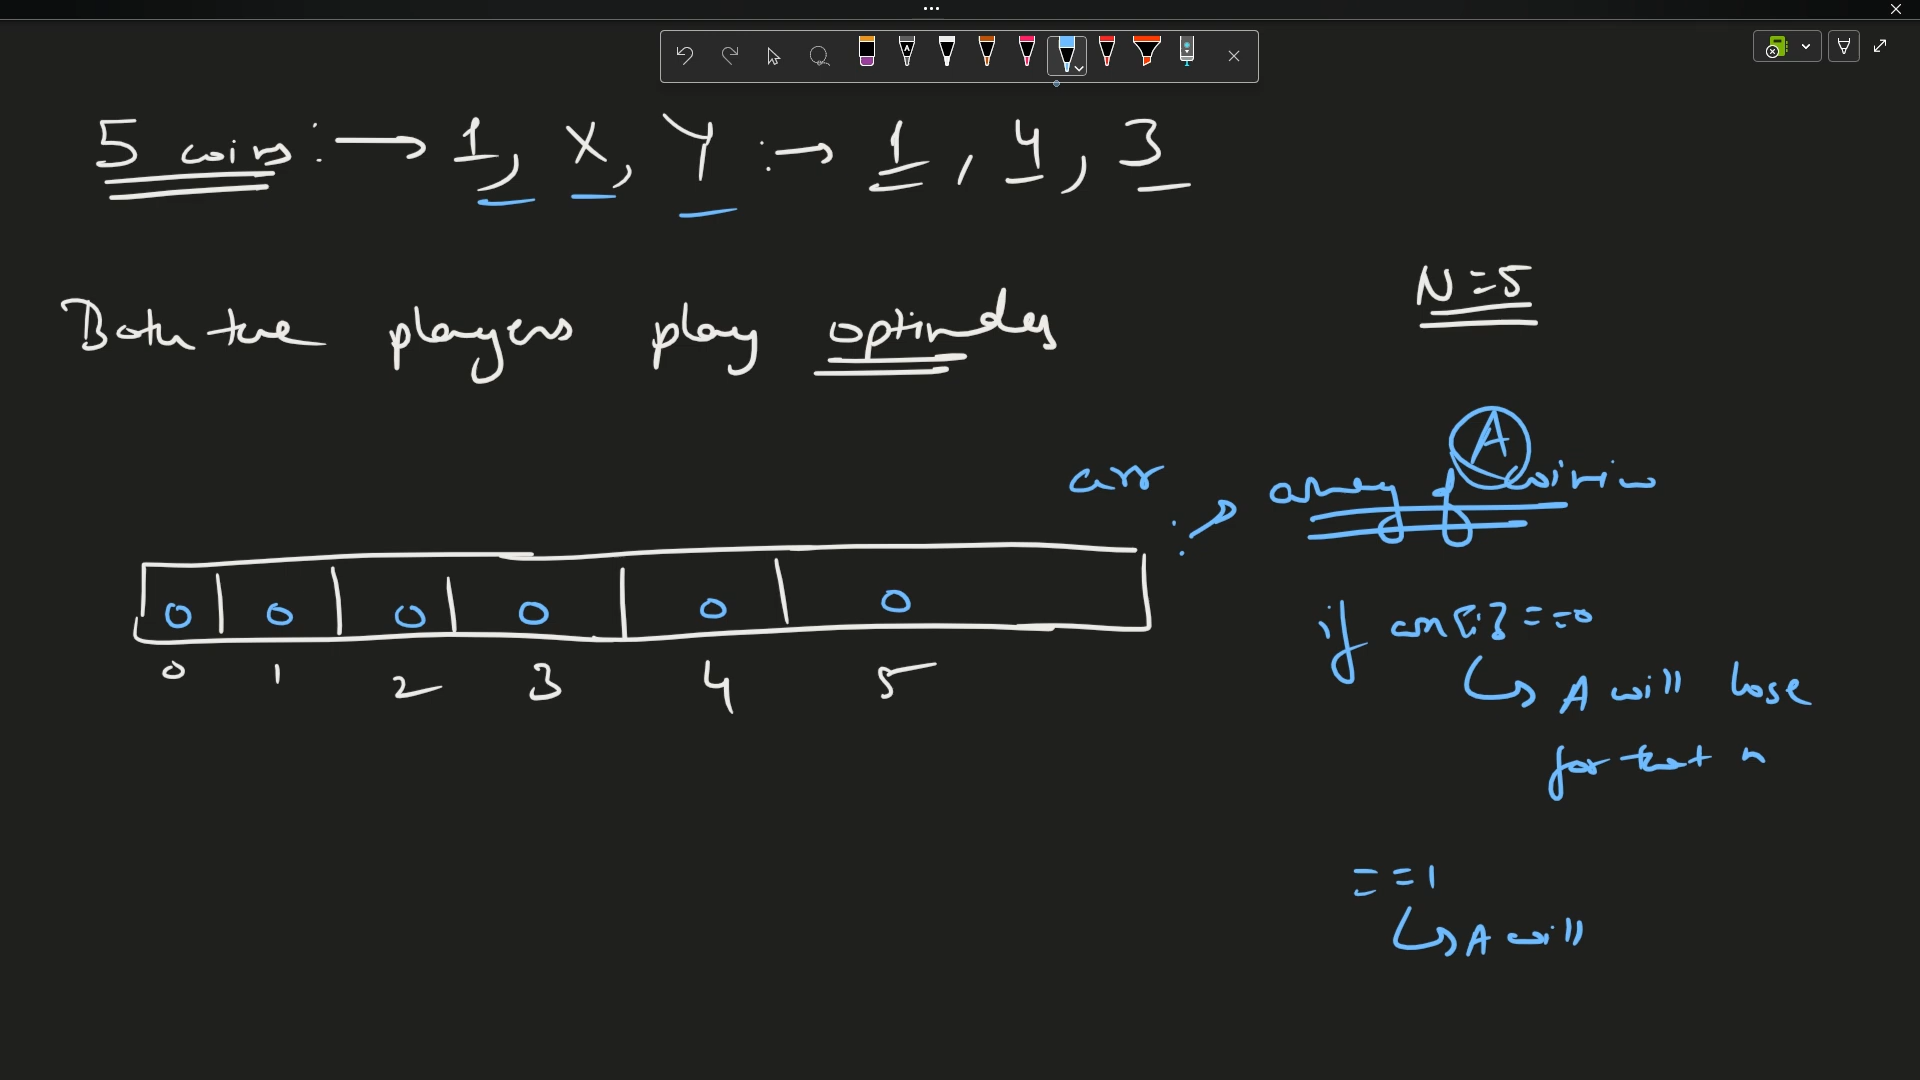 5 coins :→ 1, X, Y :→ 1, 4, 3
N=5
Both the players play optimally
A
arr :→ array of A winning
0 0 0 0 0 0
0 1 2 3 4 5
if arr[i]==0
↳ A will lose
for that n
==1
↳ A will